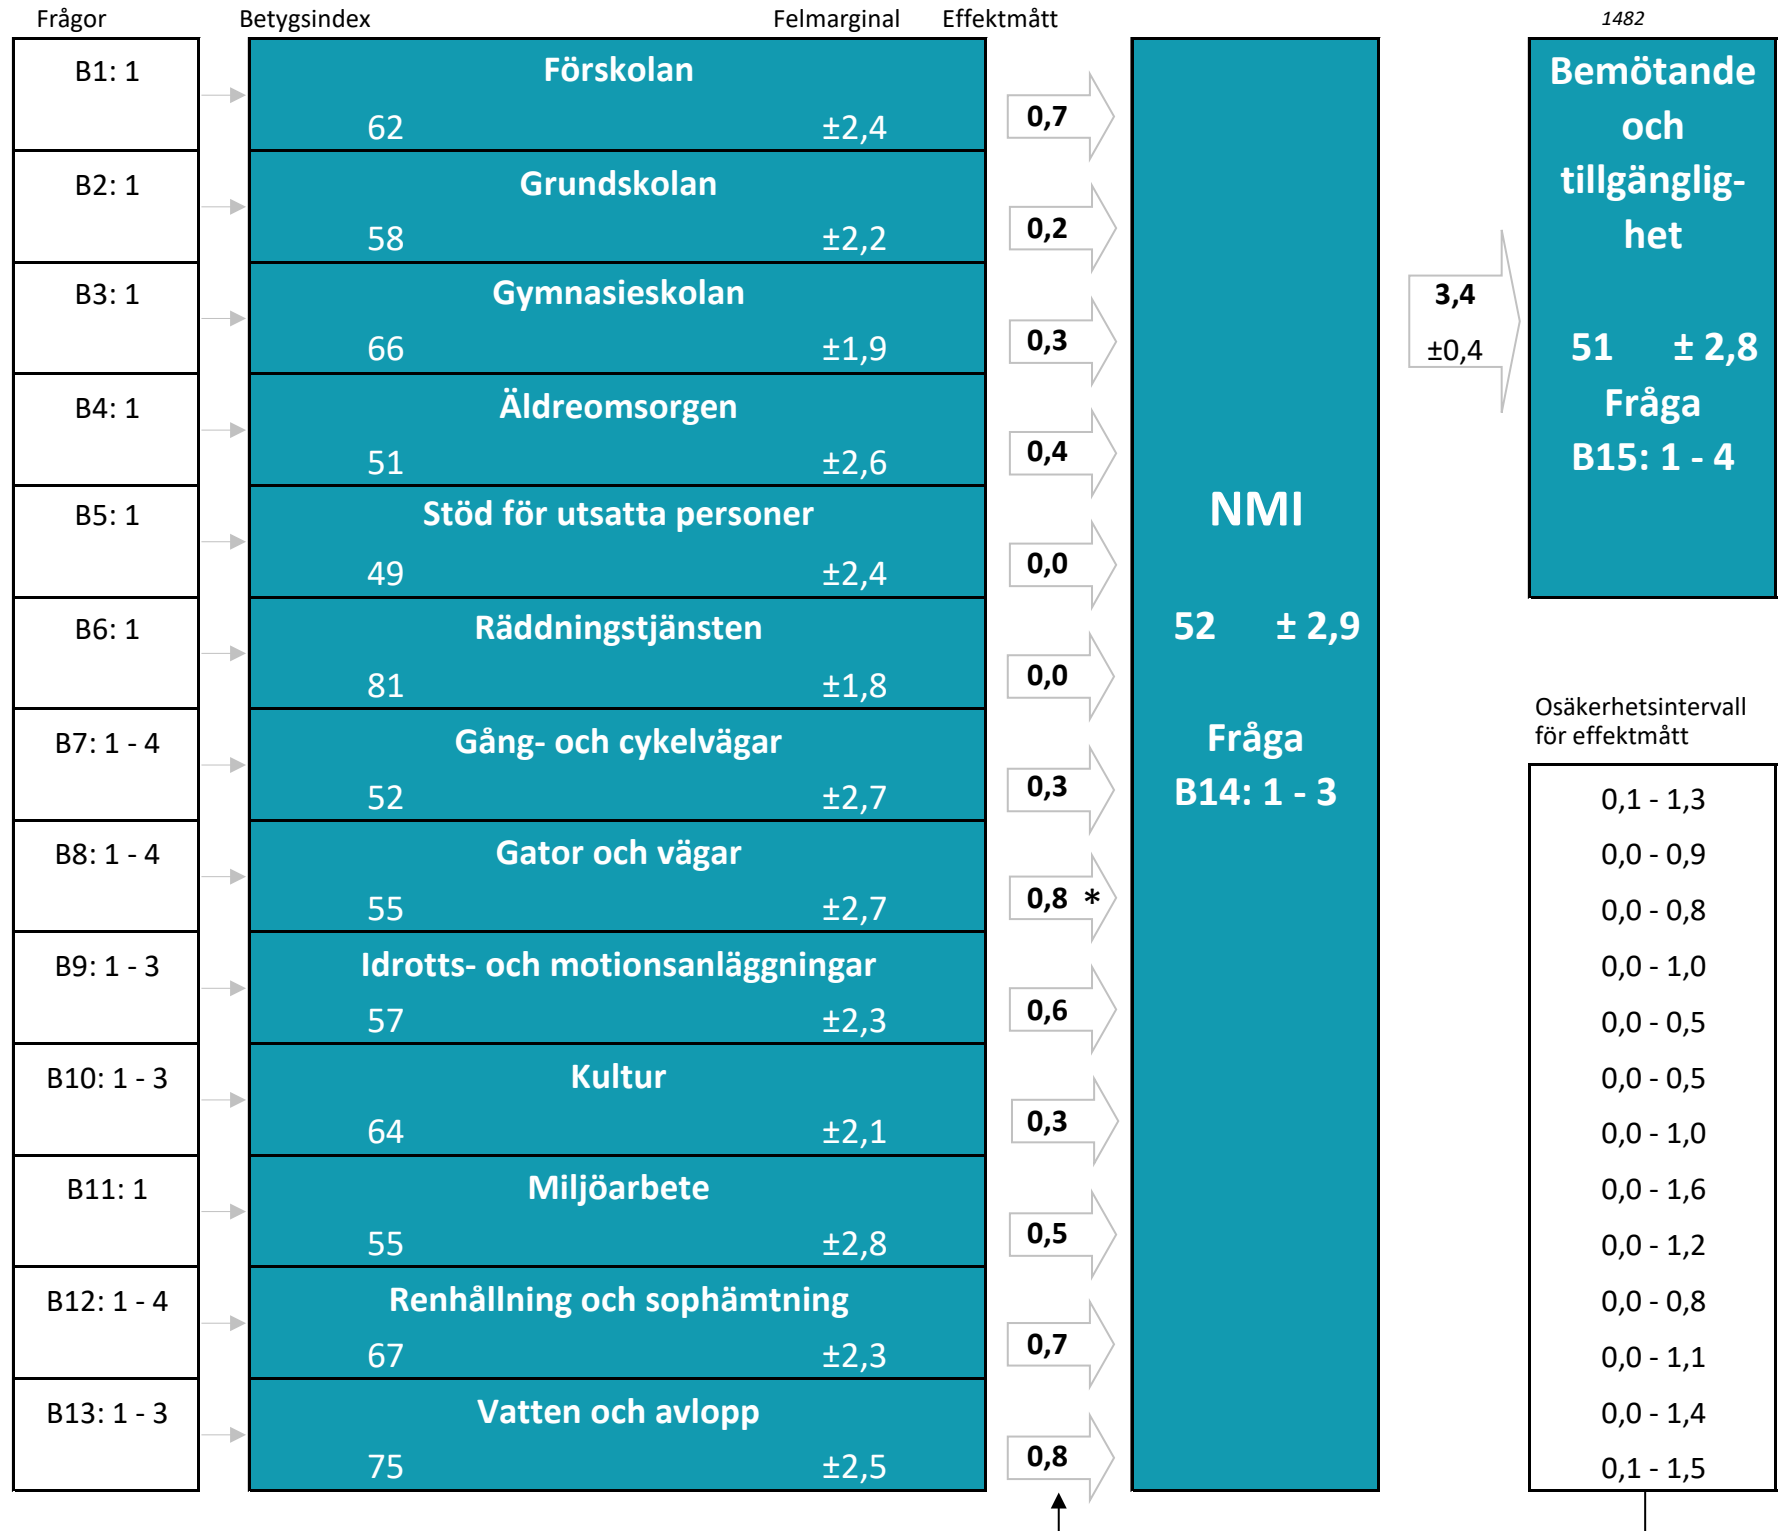 Frågor Betygsindex Felmarginal Effektmått 1482
B1: 1
Förskolan
62 ±2,4
0,7
B2: 1
Grundskolan
58 ±2,2
0,2
B3: 1
Gymnasieskolan
66 ±1,9
0,3
B4: 1
Äldreomsorgen
51 ±2,6
0,4
B5: 1
Stöd för utsatta personer
49 ±2,4
0,0
B6: 1
Räddningstjänsten
81 ±1,8
0,0
B7: 1 - 4
Gång- och cykelvägar
52 ±2,7
0,3
B8: 1 - 4
Gator och vägar
55 ±2,7
0,8 *
B9: 1 - 3
Idrotts- och motionsanläggningar
57 ±2,3
0,6
B10: 1 - 3
Kultur
64 ±2,1
0,3
B11: 1
Miljöarbete
55 ±2,8
0,5
B12: 1 - 4
Renhållning och sophämtning
67 ±2,3
0,7
B13: 1 - 3
Vatten och avlopp
75 ±2,5
0,8
NMI
52 ± 2,9
Fråga
B14: 1 - 3
3,4
±0,4
Bemötande
och
tillgänglig-
het
51 ± 2,8
Fråga
B15: 1 - 4
Osäkerhetsintervall
för effektmått
0,1 - 1,3
0,0 - 0,9
0,0 - 0,8
0,0 - 1,0
0,0 - 0,5
0,0 - 0,5
0,0 - 1,0
0,0 - 1,6
0,0 - 1,2
0,0 - 0,8
0,0 - 1,1
0,0 - 1,4
0,1 - 1,5